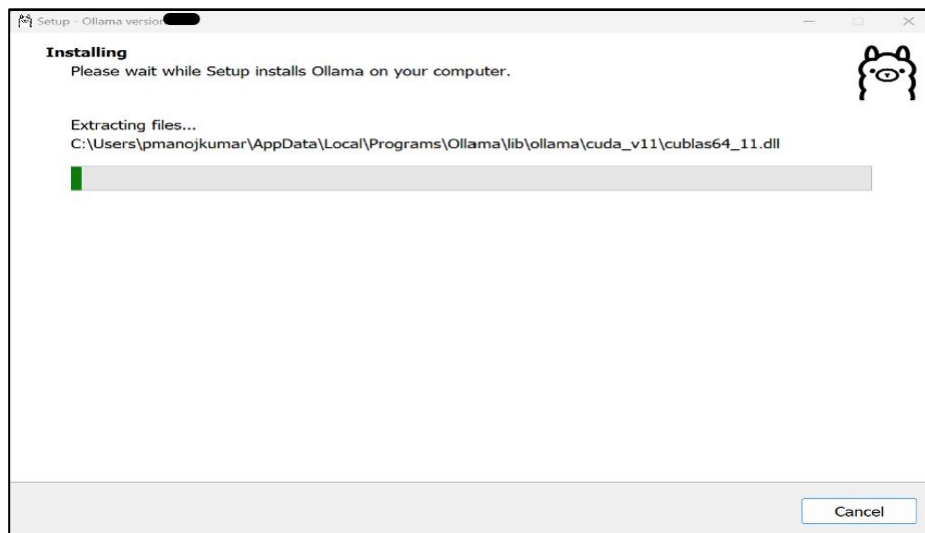 Setup - Ollama version
Installing
Please wait while Setup installs Ollama on your computer.
Extracting files...
C:\Users\pmanojkumar\AppData\Local\Programs\Ollama\lib\ollama\cuda_v11\cublas64_11.dll
Cancel